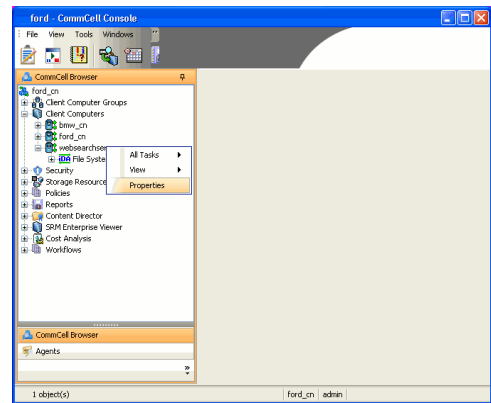 ford - CommCell Console
File View Tools Windows
CommCell Browser
ford_cn
Client Computer Groups
Client Computers
bmw_cn
ford_cn
websearchser
All Tasks
iDA File Syste
View
Security
Storage Resource
Properties
Policies
Reports
Content Director
SRM Enterprise Viewer
Cost Analysis
Workflows
CommCell Browser
Agents
1 object(s) ford_cn admin